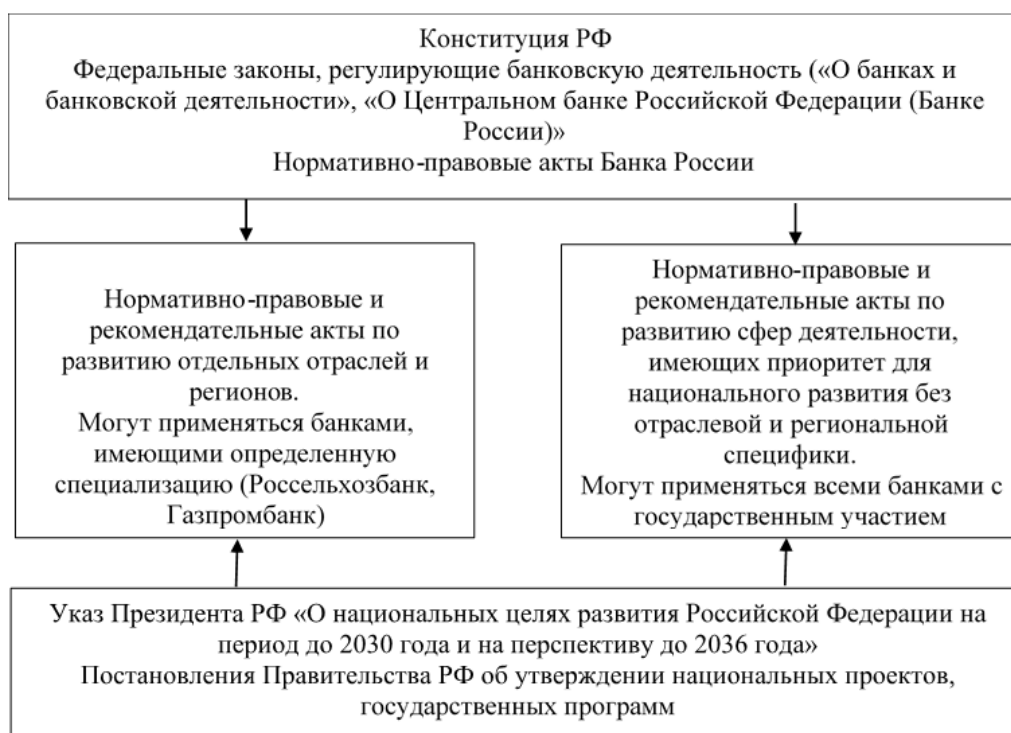 Конституция РФ
Федеральные законы, регулирующие банковскую деятельность («О банках и
банковской деятельности», «О Центральном банке Российской Федерации (Банке
России)»
Нормативно-правовые акты Банка России
Нормативно-правовые и
рекомендательные акты по
развитию отдельных отраслей и
регионов.
Могут применяться банками,
имеющими определенную
специализацию (Россельхозбанк,
Газпромбанк)
Нормативно-правовые и
рекомендательные акты по
развитию сфер деятельности,
имеющих приоритет для
национального развития без
отраслевой и региональной
специфики.
Могут применяться всеми банками с
государственным участием
Указ Президента РФ «О национальных целях развития Российской Федерации на
период до 2030 года и на перспективу до 2036 года»
Постановления Правительства РФ об утверждении национальных проектов,
государственных программ